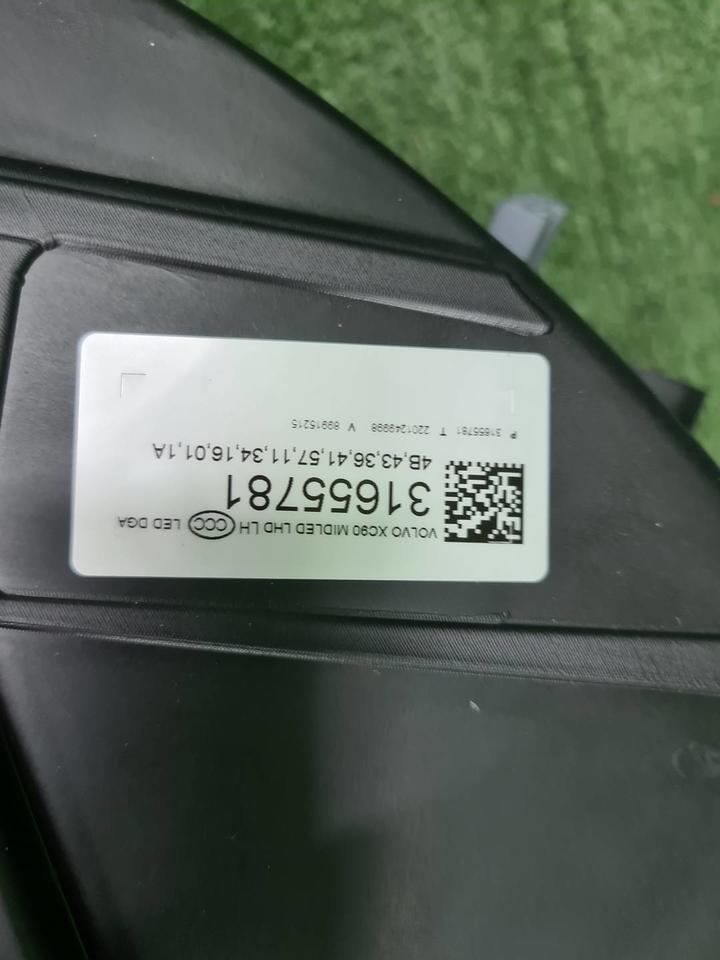 VOLVO XC90 MIDLED LHD LH CCC LED DGA
31655781
4B,43,36,41,57,11,34,16,01,1A
P 31655781 T 2201249998 V 89915215